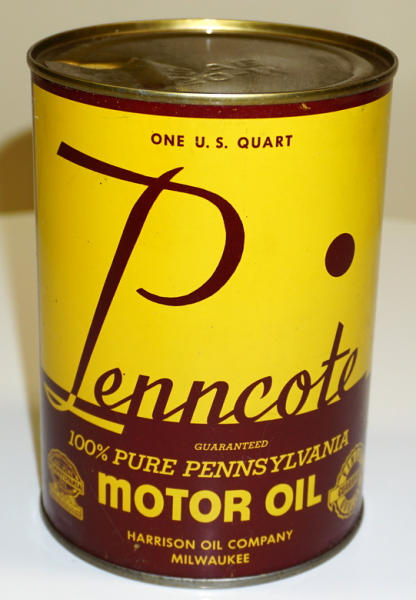 ONE U. S. QUART
Penncote
GUARANTEED
100% PURE PENNSYLVANIA
MOTOR OIL
HARRISON OIL COMPANY
MILWAUKEE